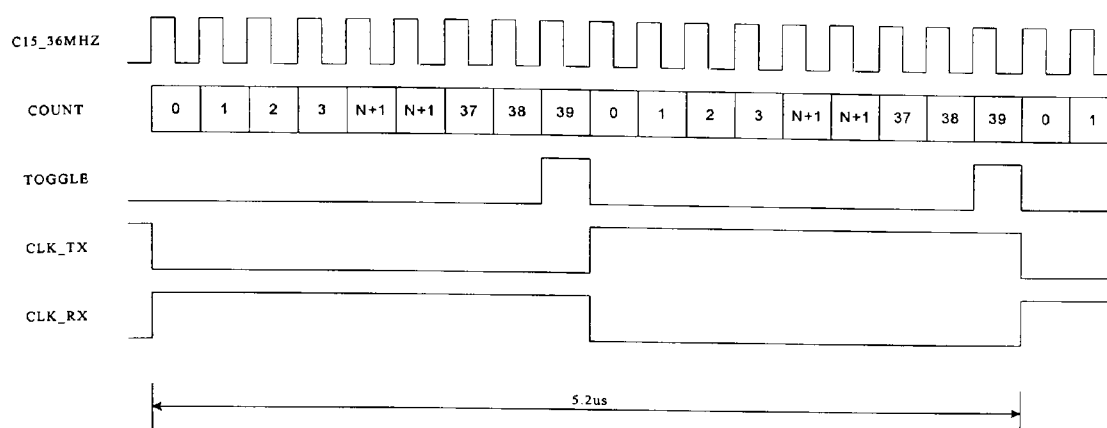 C15_36MHZ
COUNT 0 1 2 3 N+1 N+1 37 38 39 0 1 2 3 N+1 N+1 37 38 39 0 1
TOGGLE
CLK_TX
CLK_RX
5.2us